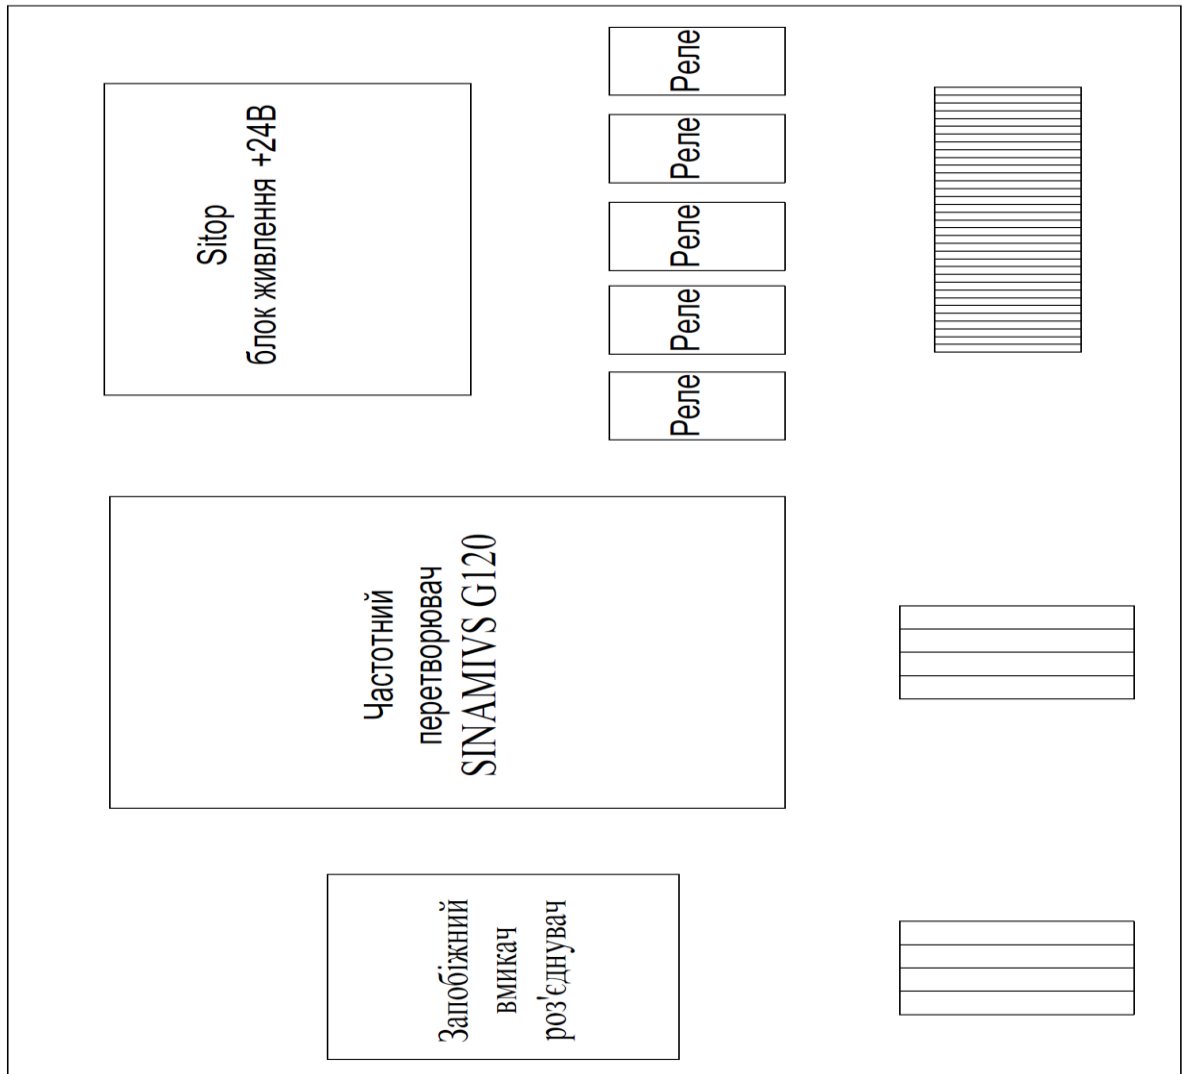 Запобіжний
вмикач
роз'єднувач
Частотний
перетворювач
SINAMIVS G120
Sitop
блок живлення +24В
Реле
Реле
Реле
Реле
Реле